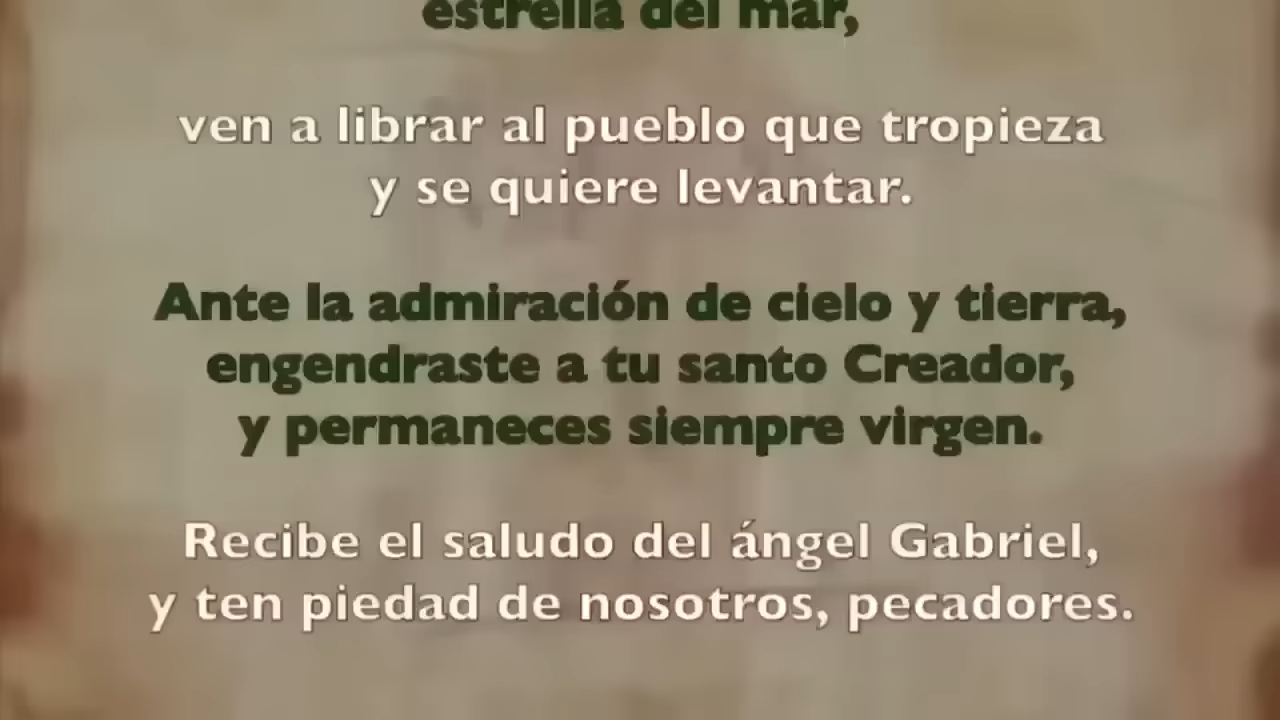 estrella del mar,
ven a librar al pueblo que tropieza
y se quiere levantar.
Ante la admiración de cielo y tierra,
engendraste a tu santo Creador,
y permaneces siempre virgen.
Recibe el saludo del ángel Gabriel,
y ten piedad de nosotros, pecadores.